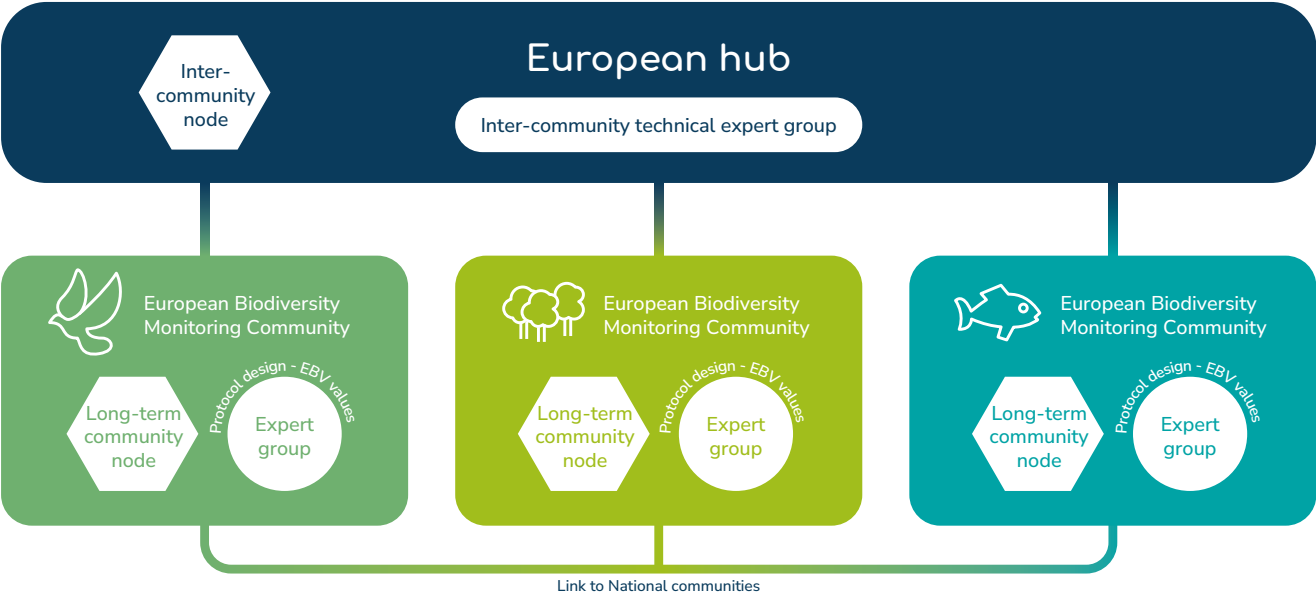 European hub
Inter-
community
node
Inter-community technical expert group
European Biodiversity
Monitoring Community
Protocol design - EBV values
Long-term
community
node
Expert
group
European Biodiversity
Monitoring Community
Protocol design - EBV values
Long-term
community
node
Expert
group
European Biodiversity
Monitoring Community
Protocol design - EBV values
Long-term
community
node
Expert
group
Link to National communities